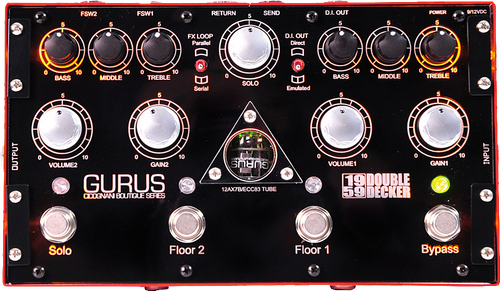 FSW2 FSW1 RETURN SEND D.I. OUT POWER 9/12VDC
FX LOOP D.I. OUT
Parallel Direct
5 5 5 5 5 5 5
0 10 0 10 0 10 0 10 0 10 0 10 0 10
BASS MIDDLE TREBLE SOLO BASS MIDDLE TREBLE
Serial Emulated
5 5 5 5
0 10 0 10 0 10 0 10
VOLUME2 GAIN2 VOLUME1 GAIN1
OUTPUT
INPUT
GURUS
12AX7B/ECC83 TUBE
GURUS
BOUTIQUE SERIES
1959 DOUBLE DECKER
Solo Floor 2 Floor 1 Bypass